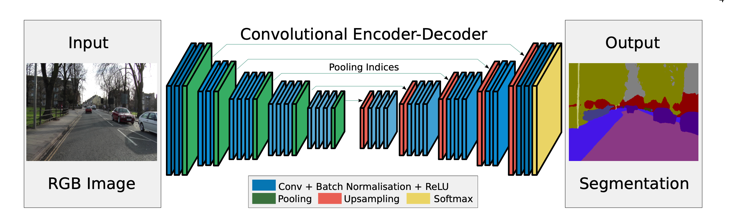 Convolutional Encoder-Decoder
Input
Pooling Indices
RGB Image
Output
Segmentation
Conv + Batch Normalisation + ReLU
Pooling
Upsampling
Softmax